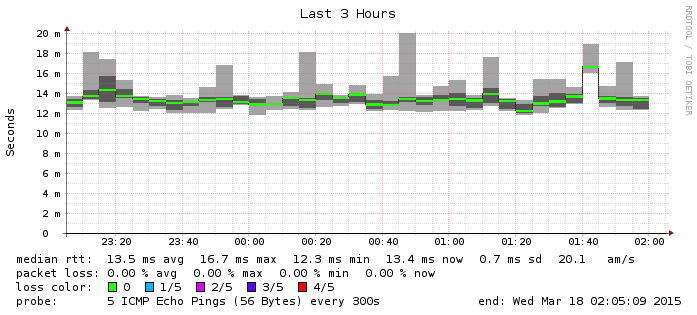 Last 3 Hours
RRDTOOL / TOBI OETIKER
Seconds
20 m
18 m
16 m
14 m
12 m
10 m
8 m
6 m
4 m
2 m
0
23:20 23:40 00:00 00:20 00:40 01:00 01:20 01:40 02:00
median rtt: 13.5 ms avg 16.7 ms max 12.3 ms min 13.4 ms now 0.7 ms sd 20.1 am/s
packet loss: 0.00 % avg 0.00 % max 0.00 % min 0.00 % now
loss color: 0 1/5 2/5 3/5 4/5
probe: 5 ICMP Echo Pings (56 Bytes) every 300s end: Wed Mar 18 02:05:09 2015